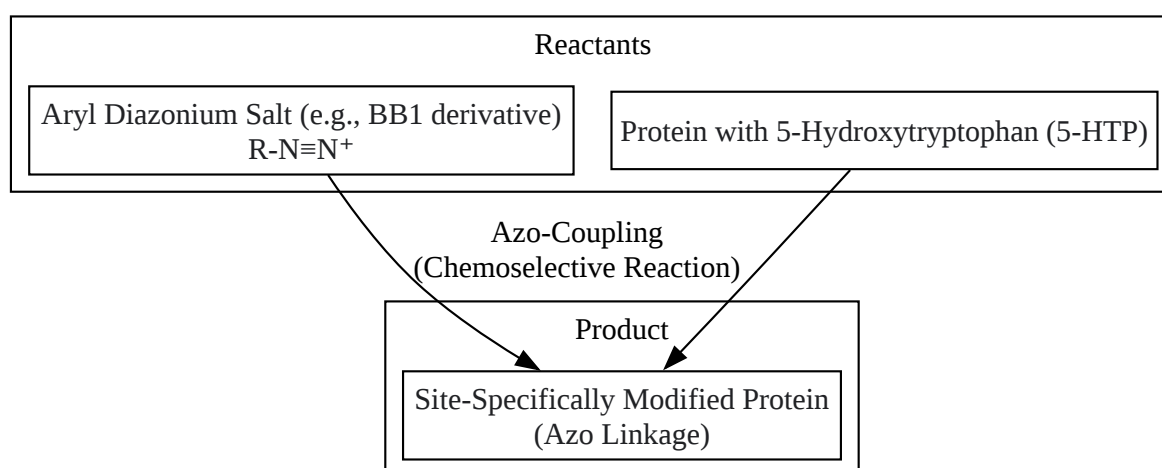 Reactants
Aryl Diazonium Salt (e.g., BB1 derivative)
R-N≡N⁺
Protein with 5-Hydroxytryptophan (5-HTP)
Azo-Coupling
(Chemoselective Reaction)
Product
Site-Specifically Modified Protein
(Azo Linkage)